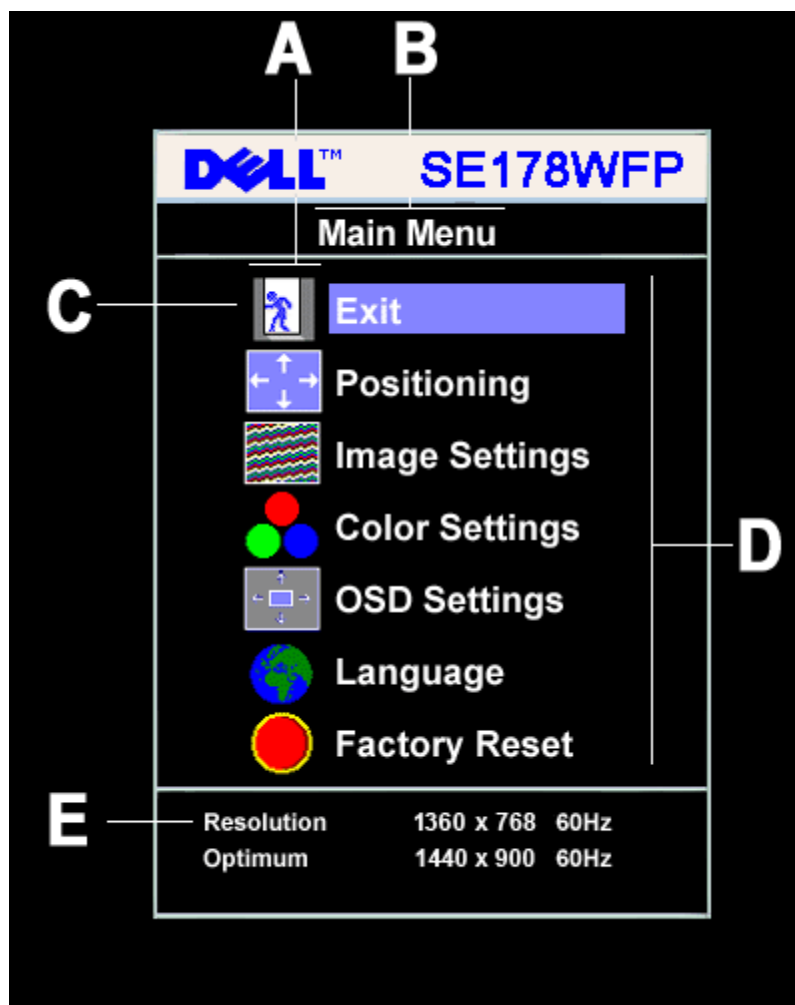 A B
DELL™ SE178WFP
Main Menu
C
Exit
Positioning
Image Settings
Color Settings
D
OSD Settings
Language
Factory Reset
E
Resolution 1360 x 768 60Hz
Optimum 1440 x 900 60Hz